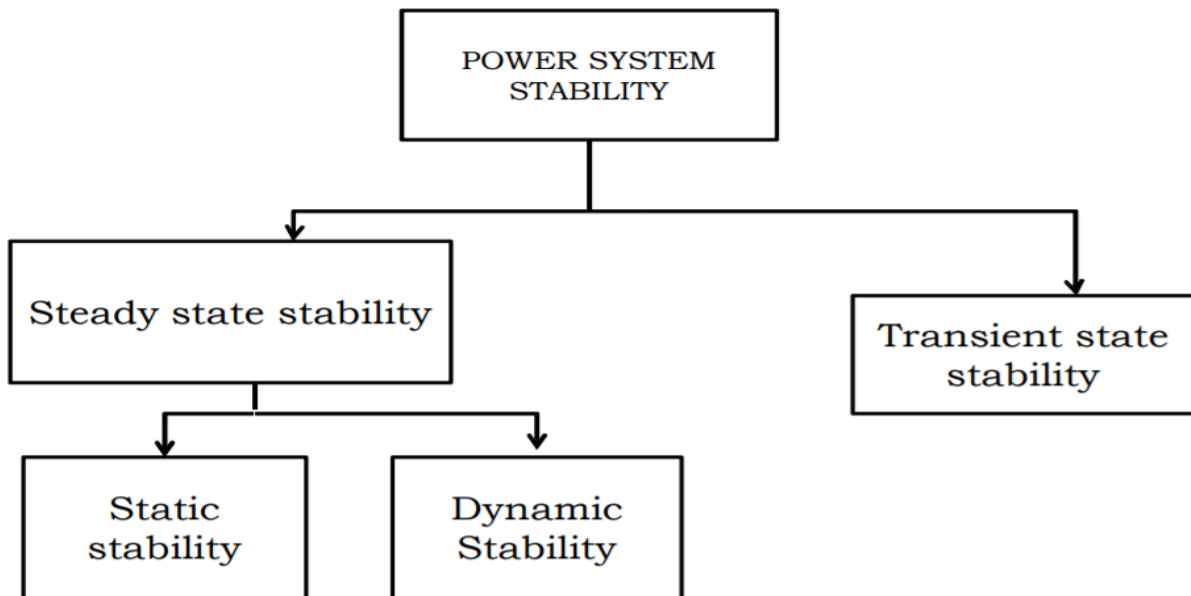 POWER SYSTEM
STABILITY
Steady state stability
Transient state
stability
Static
stability
Dynamic
Stability